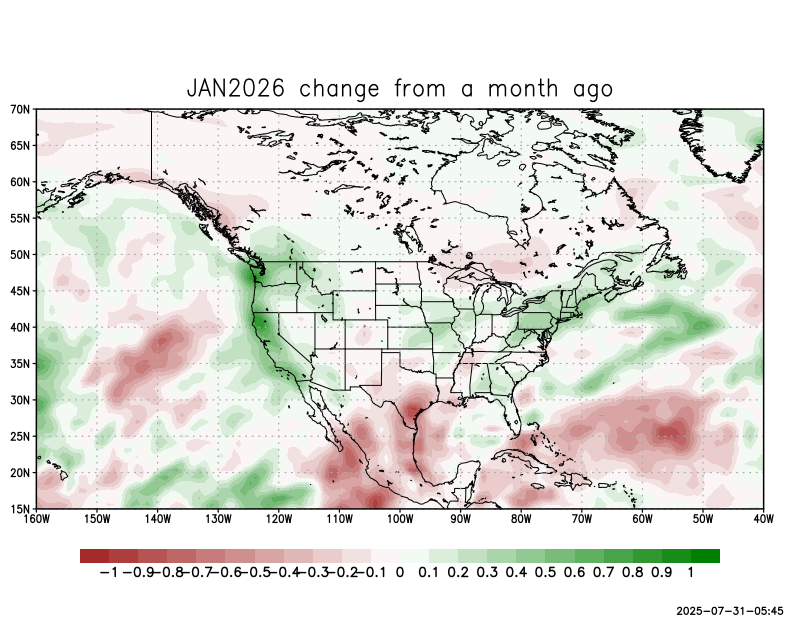 JAN2026 change from a month ago
70N
65N
60N
55N
50N
45N
40N
35N
30N
25N
20N
15N
160W 150W 140W 130W 120W 110W 100W 90W 80W 70W 60W 50W 40W
-1 -0.9 -0.8 -0.7 -0.6 -0.5 -0.4 -0.3 -0.2 -0.1 0 0.1 0.2 0.3 0.4 0.5 0.6 0.7 0.8 0.9 1
2025-07-31-05:45